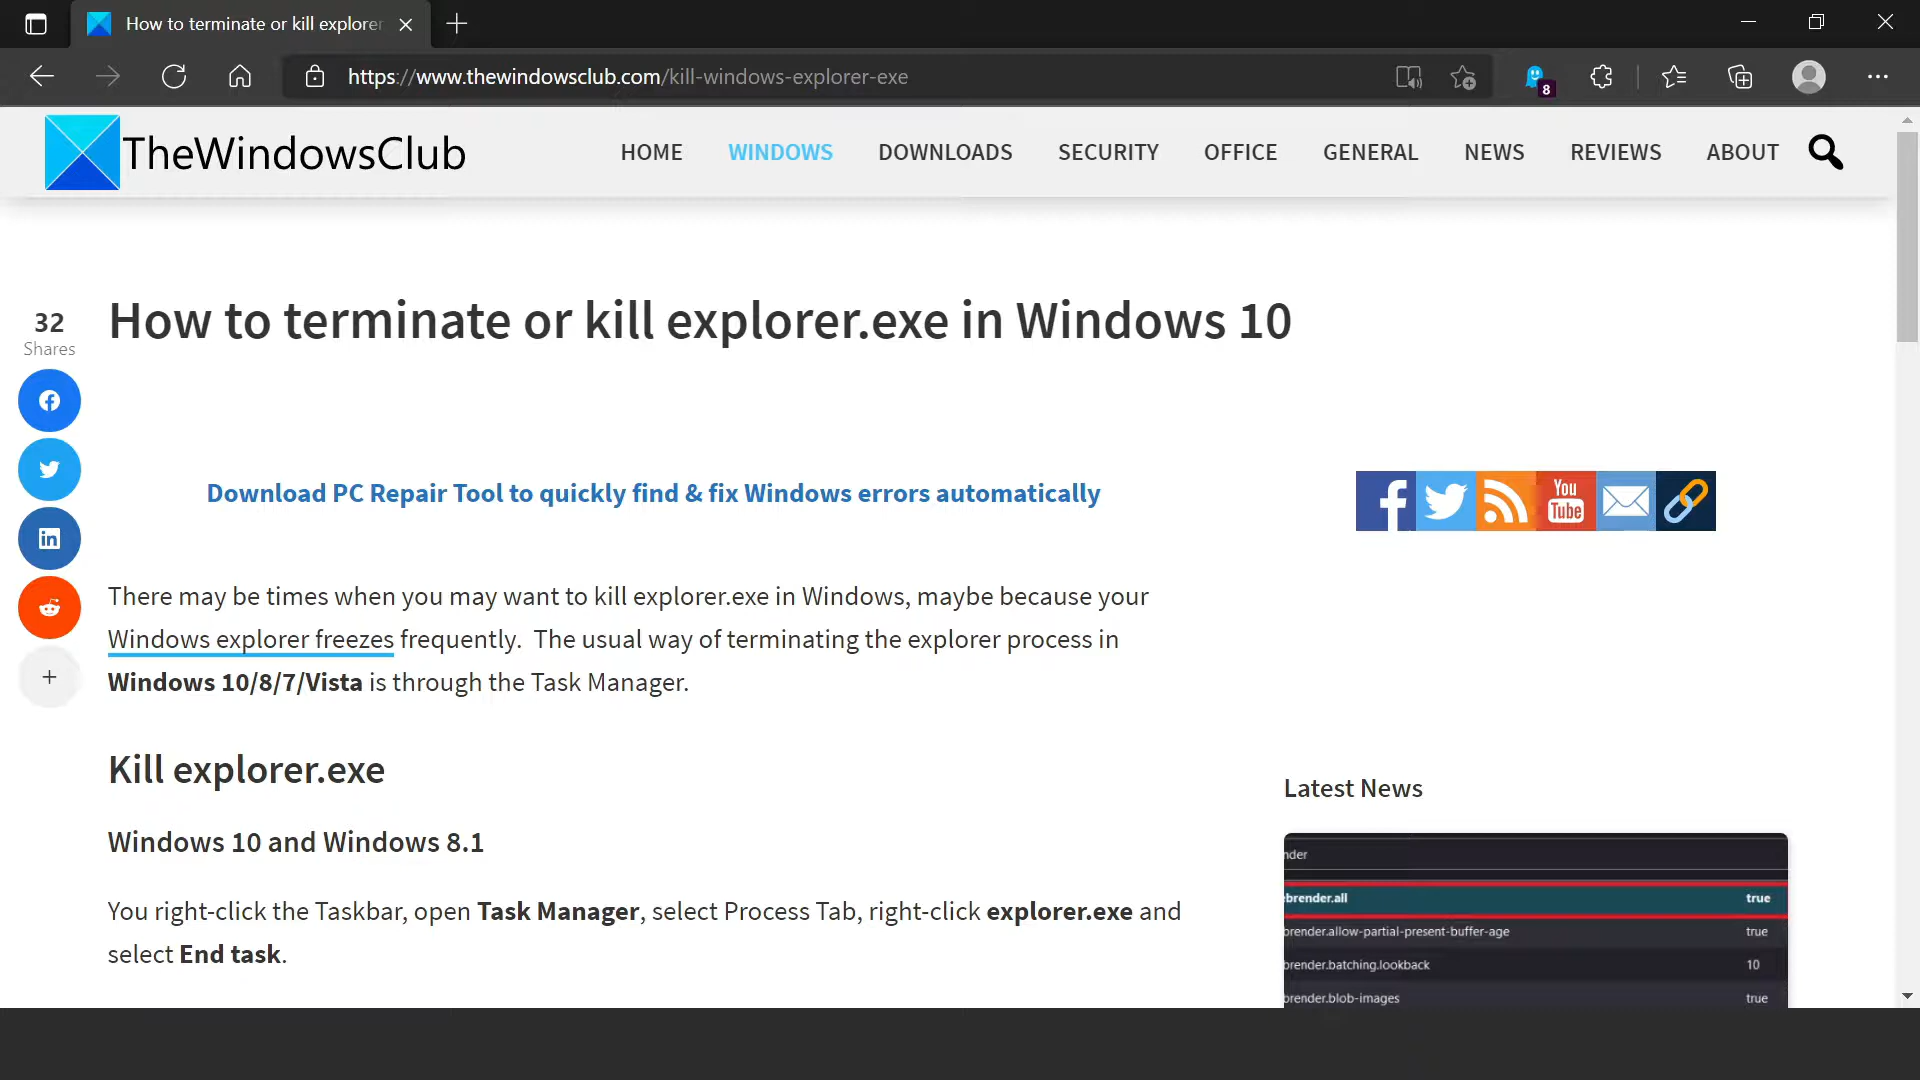 How to terminate or kill explorer
https://www.thewindowsclub.com/kill-windows-explorer-exe
8
TheWindowsClub
HOME WINDOWS DOWNLOADS SECURITY OFFICE GENERAL NEWS REVIEWS ABOUT
32
Shares
How to terminate or kill explorer.exe in Windows 10
Download PC Repair Tool to quickly find & fix Windows errors automatically
You
Tube
There may be times when you may want to kill explorer.exe in Windows, maybe because your
Windows explorer freezes frequently. The usual way of terminating the explorer process in
Windows 10/8/7/Vista is through the Task Manager.
Kill explorer.exe
Windows 10 and Windows 8.1
You right-click the Taskbar, open Task Manager, select Process Tab, right-click explorer.exe and
select End task.
Latest News
nder
ebrender.all true
brender.allow-partial-present-buffer-age true
brender.batching.lookback 10
brender.blob-images true